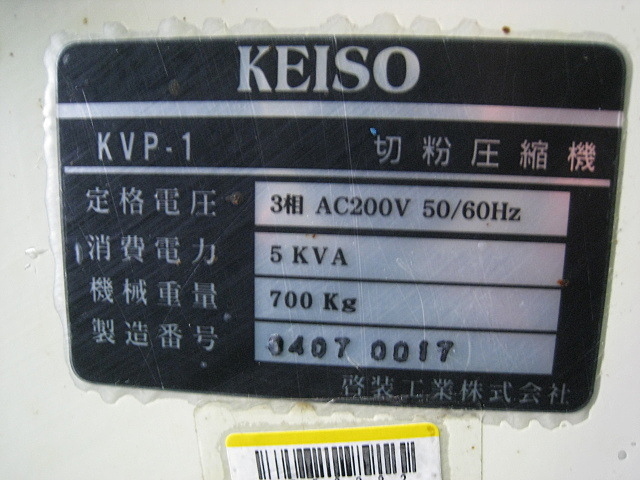 KEISO
KVP-1 切粉圧縮機
定格電圧 3相 AC200V 50/60Hz
消費電力 5 KVA
機械重量 700 Kg
製造番号 0407 0017
啓装工業株式会社